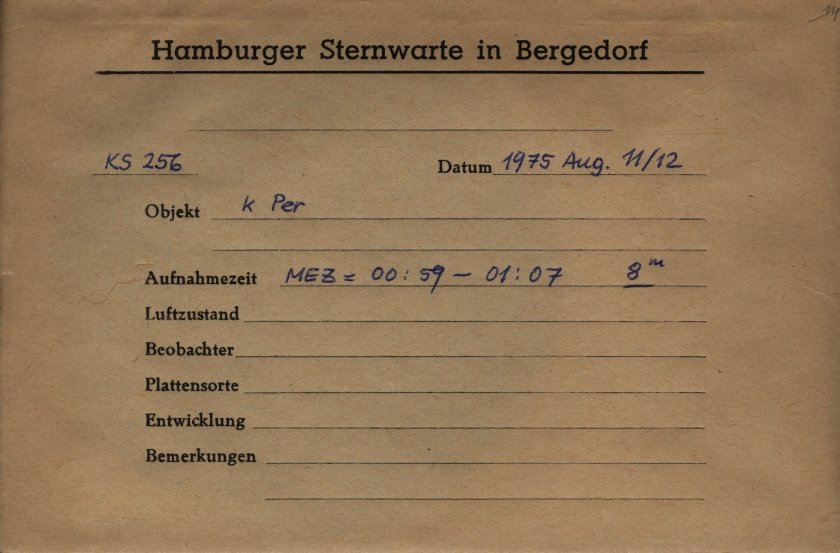 Hamburger Sternwarte in Bergedorf
KS 256 Datum 1975 Aug. 11/12
Objekt k Per
Aufnahmezeit MEZ = 00:59 - 01:07 8m
Luftzustand
Beobachter
Plattensorte
Entwicklung
Bemerkungen